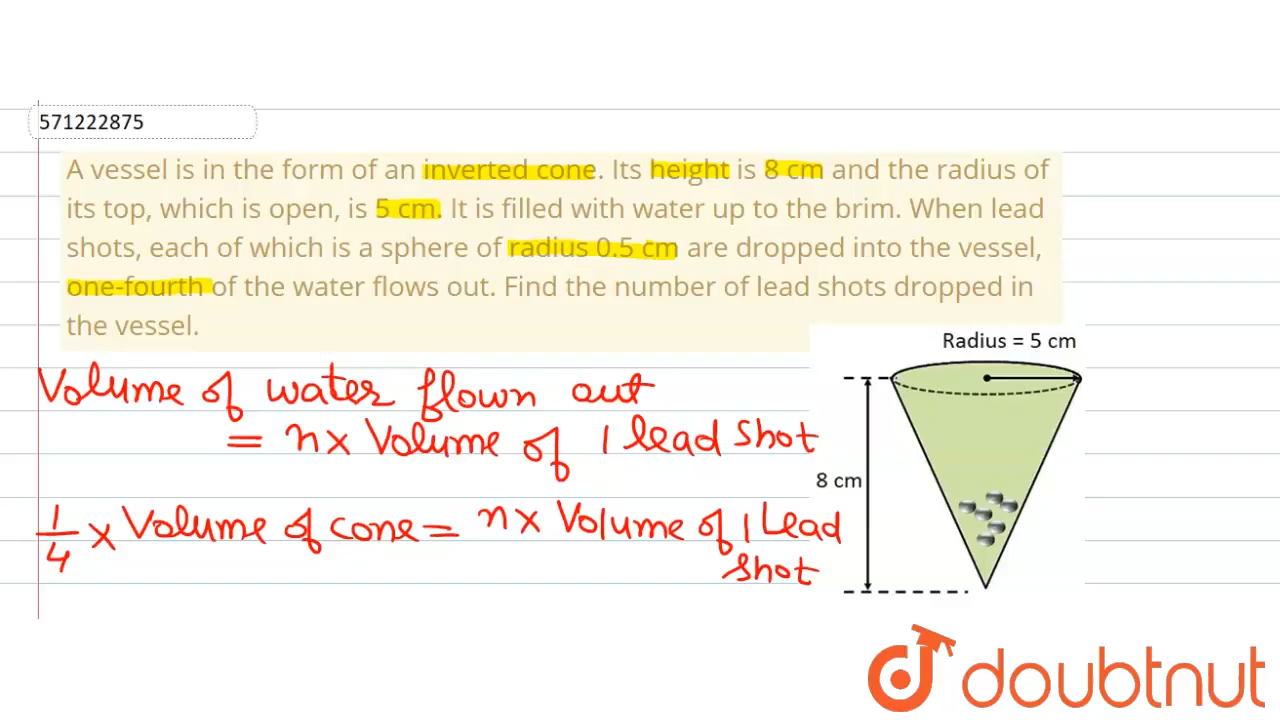 571222875
A vessel is in the form of an inverted cone. Its height is 8 cm and the radius of
its top, which is open, is 5 cm. It is filled with water up to the brim. When lead
shots, each of which is a sphere of radius 0.5 cm are dropped into the vessel,
one-fourth of the water flows out. Find the number of lead shots dropped in
the vessel.
Radius = 5 cm
Volume of water flown out
= n × Volume of 1 lead shot
8 cm
1/4 × Volume of cone = n × Volume of 1 Lead
shot
doubtnut